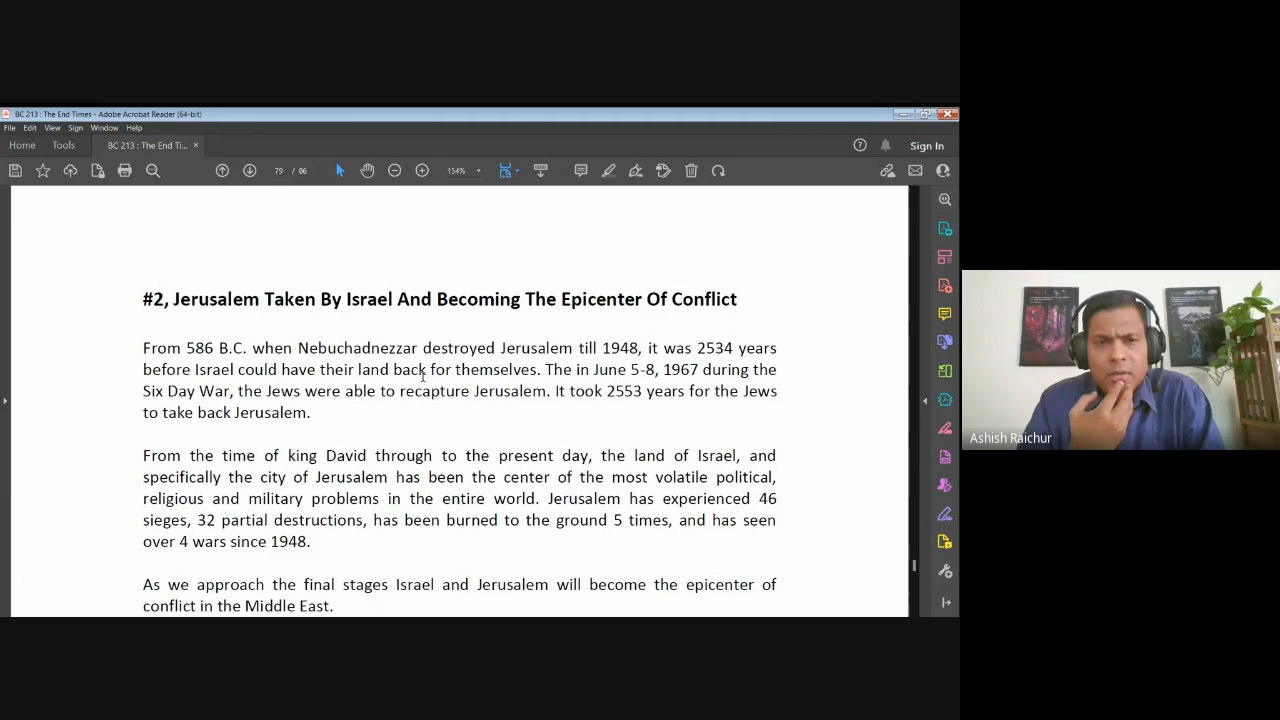 BC 213 : The End Times - Adobe Acrobat Reader (64-bit)
File Edit View Sign Window Help
Home Tools BC 213 : The End Ti... × Sign In
79 / 86 154%
#2, Jerusalem Taken By Israel And Becoming The Epicenter Of Conflict
From 586 B.C. when Nebuchadnezzar destroyed Jerusalem till 1948, it was 2534 years
before Israel could have their land back for themselves. The in June 5-8, 1967 during the
Six Day War, the Jews were able to recapture Jerusalem. It took 2553 years for the Jews
to take back Jerusalem.
From the time of king David through to the present day, the land of Israel, and
specifically the city of Jerusalem has been the center of the most volatile political,
religious and military problems in the entire world. Jerusalem has experienced 46
sieges, 32 partial destructions, has been burned to the ground 5 times, and has seen
over 4 wars since 1948.
As we approach the final stages Israel and Jerusalem will become the epicenter of
conflict in the Middle East.
Ashish Raichur